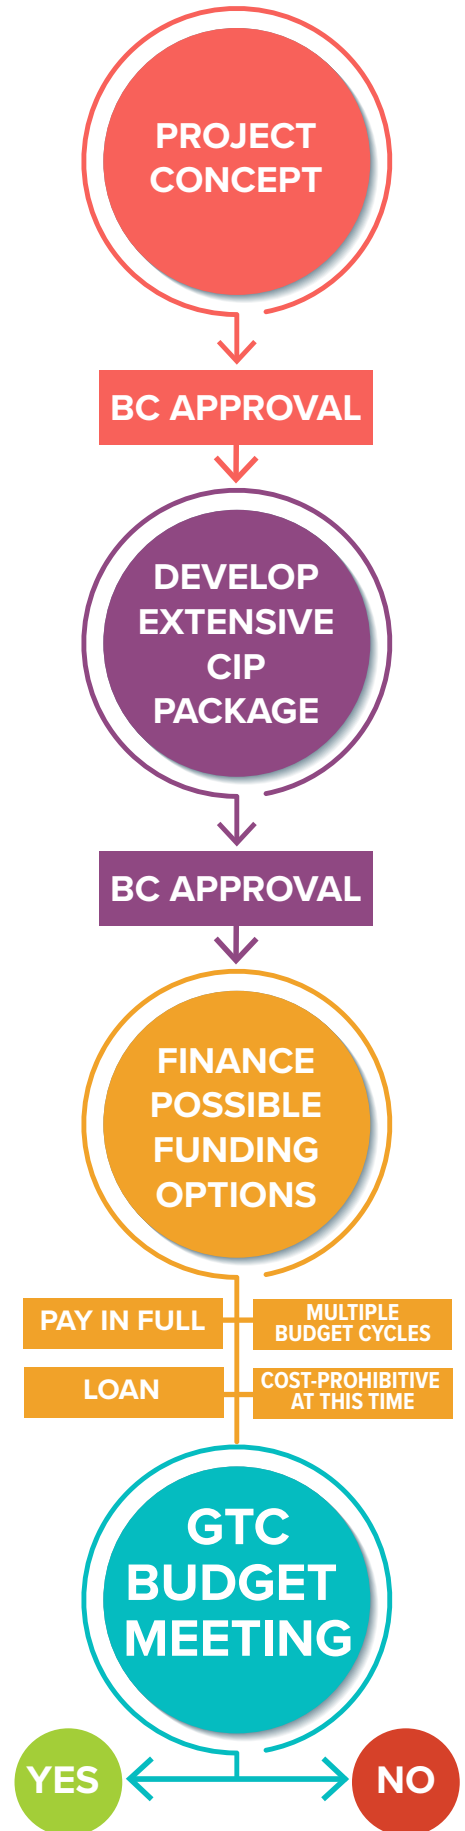 PROJECT
CONCEPT
BC APPROVAL
DEVELOP
EXTENSIVE
CIP
PACKAGE
BC APPROVAL
FINANCE
POSSIBLE
FUNDING
OPTIONS
PAY IN FULL
MULTIPLE
BUDGET CYCLES
LOAN
COST-PROHIBITIVE
AT THIS TIME
GTC
BUDGET
MEETING
YES
NO